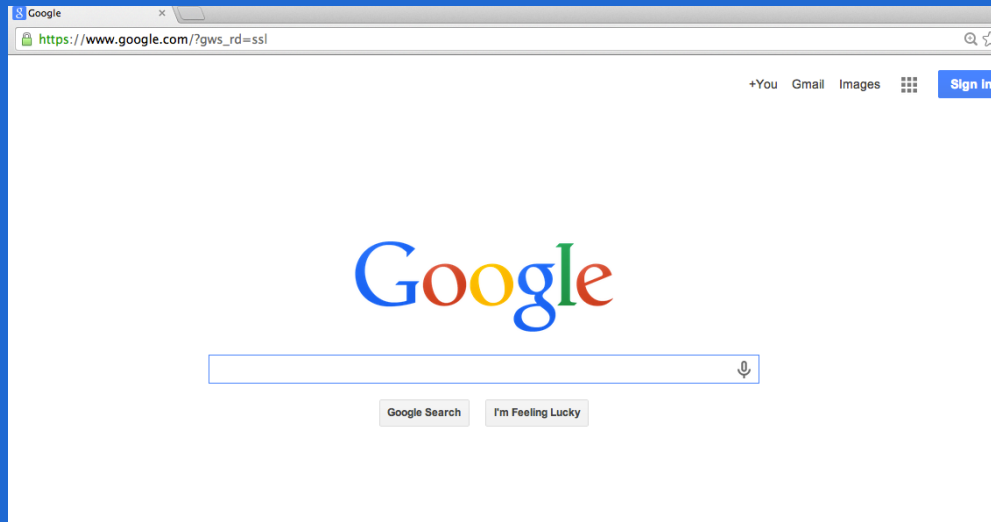 Google
https://www.google.com/?gws_rd=ssl
+You Gmail Images Sign in
Google
Google Search I'm Feeling Lucky